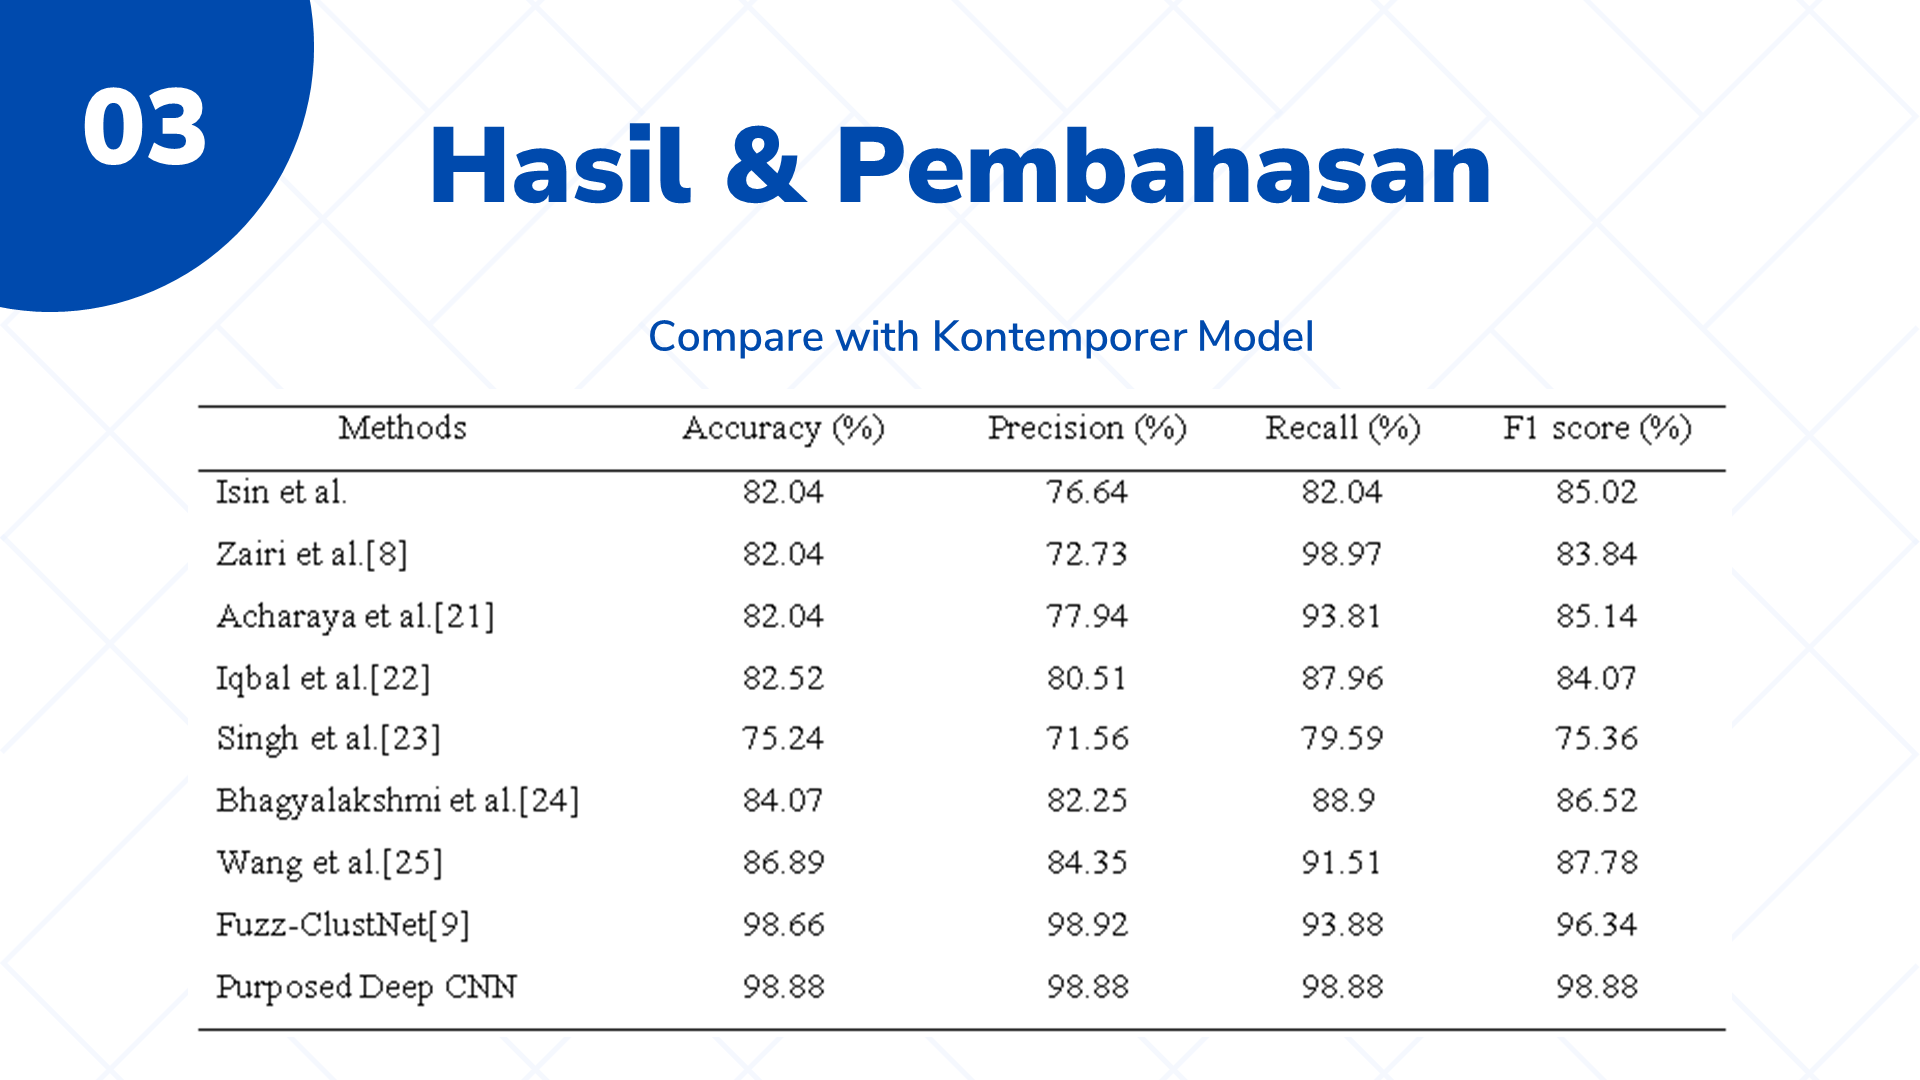 03
Hasil & Pembahasan
Compare with Kontemporer Model
Methods Accuracy (%) Precision (%) Recall (%) F1 score (%)
Isin et al. 82.04 76.64 82.04 85.02
Zairi et al.[8] 82.04 72.73 98.97 83.84
Acharaya et al.[21] 82.04 77.94 93.81 85.14
Iqbal et al.[22] 82.52 80.51 87.96 84.07
Singh et al.[23] 75.24 71.56 79.59 75.36
Bhagyalakshmi et al.[24] 84.07 82.25 88.9 86.52
Wang et al.[25] 86.89 84.35 91.51 87.78
Fuzz-ClustNet[9] 98.66 98.92 93.88 96.34
Purposed Deep CNN 98.88 98.88 98.88 98.88